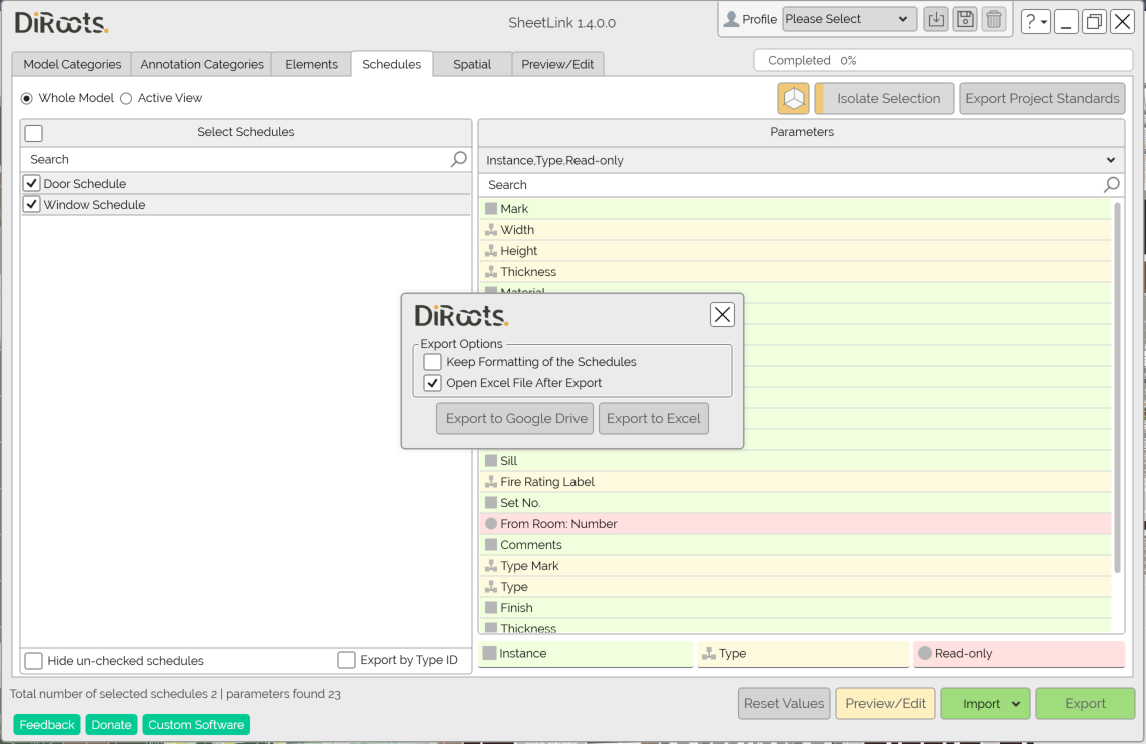 DiRoots.
SheetLink 1.4.0.0
Profile
Please Select
?
Model Categories
Annotation Categories
Elements
Schedules
Spatial
Preview/Edit
Completed 0%
Whole Model
Active View
Isolate Selection
Export Project Standards
Select Schedules
Search
Door Schedule
Window Schedule
Parameters
Instance,Type,Read-only
Search
Mark
Width
Height
Thickness
Material
DiRoots.
Export Options
Keep Formatting of the Schedules
Open Excel File After Export
Export to Google Drive
Export to Excel
Sill
Fire Rating Label
Set No.
From Room: Number
Comments
Type Mark
Type
Finish
Thickness
Hide un-checked schedules
Export by Type ID
Instance
Type
Read-only
Total number of selected schedules 2 | parameters found 23
Reset Values
Preview/Edit
Import
Export
Feedback
Donate
Custom Software